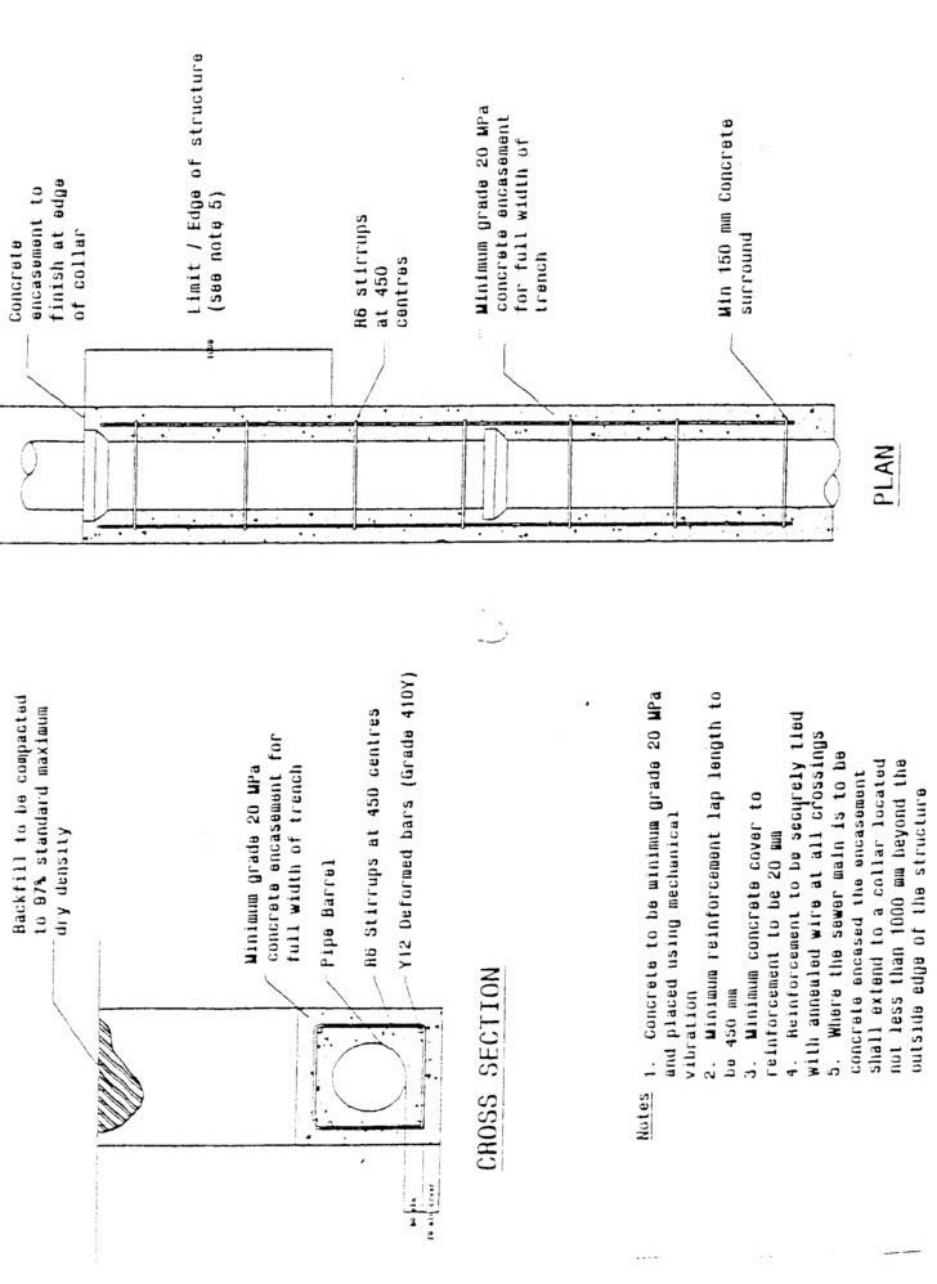 Concrete
encasement to
finish at edge
of collar
Limit / Edge of structure
(see note 5)
R6 stirrups
at 450
centres
Minimum grade 20 MPa
concrete encasement
for full width of
trench
Min 150 mm Concrete
surround
1000
PLAN
Backfill to be compacted
to 97% standard maximum
dry density
Minimum grade 20 MPa
concrete encasement for
full width of trench
Pipe Barrel
R6 Stirrups at 450 centres
Y12 Deformed bars (Grade 410Y)
CROSS SECTION
Notes 1. Concrete to be minimum grade 20 MPa
and placed using mechanical
vibration
2. Minimum reinforcement lap length to
be 450 mm
3. Minimum concrete cover to
reinforcement to be 20 mm
4. Reinforcement to be securely tied
with annealed wire at all crossings
5. Where the sewer main is to be
concrete encased the encasement
shall extend to a collar located
not less than 1000 mm beyond the
outside edge of the structure